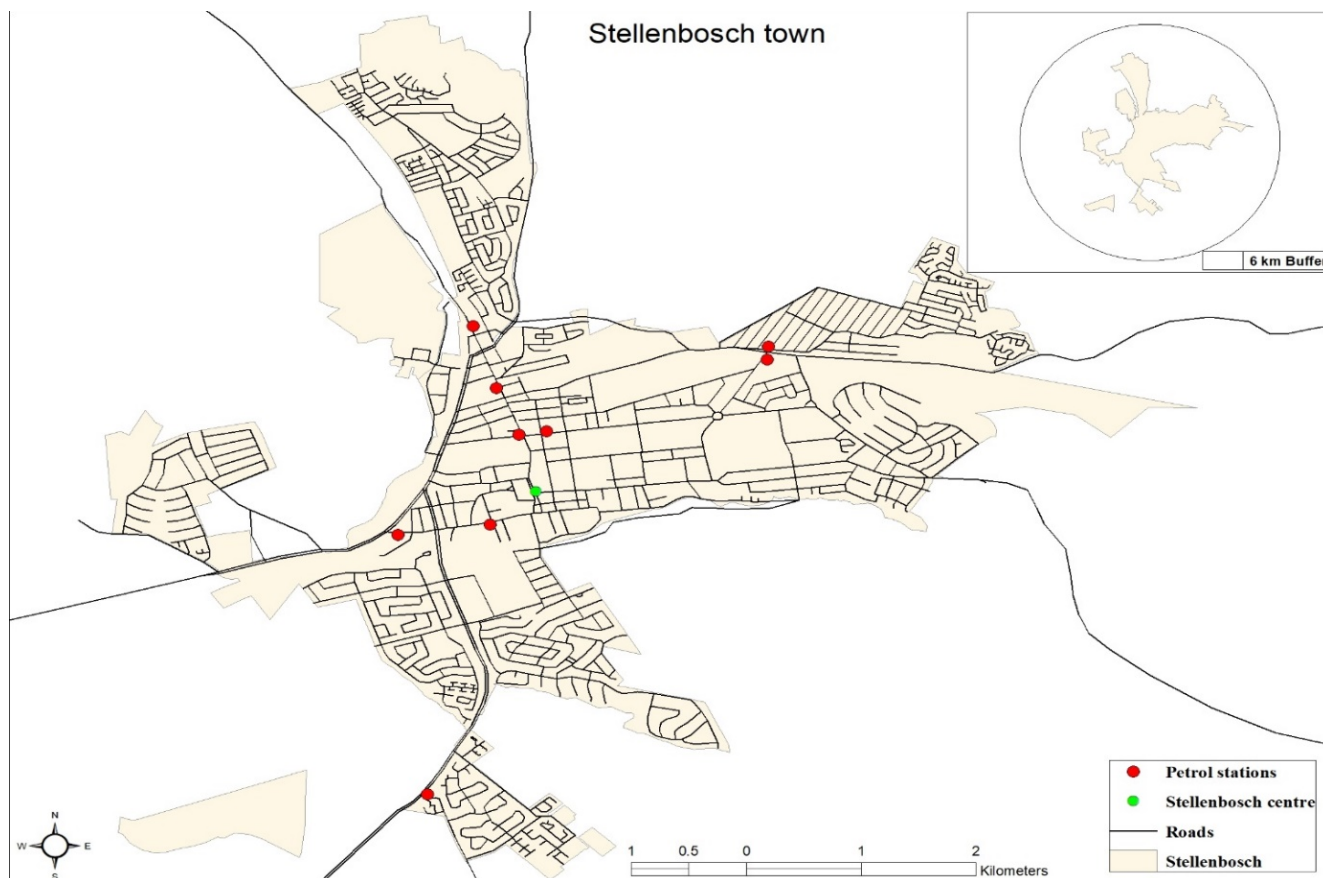 Stellenbosch town
6 km Buffer
Petrol stations
Stellenbosch centre
Roads
Stellenbosch
N
W E
S
1 0.5 0 1 2
Kilometers